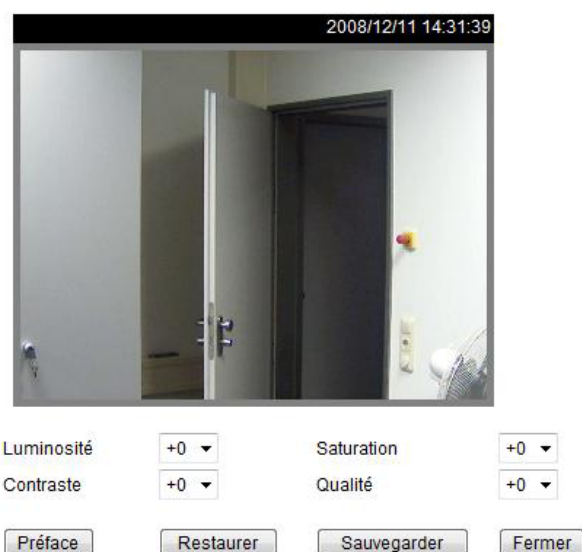 2008/12/11 14:31:39
Luminosité +0 Saturation +0
Contraste +0 Qualité +0
Préface Restaurer Sauvegarder Fermer